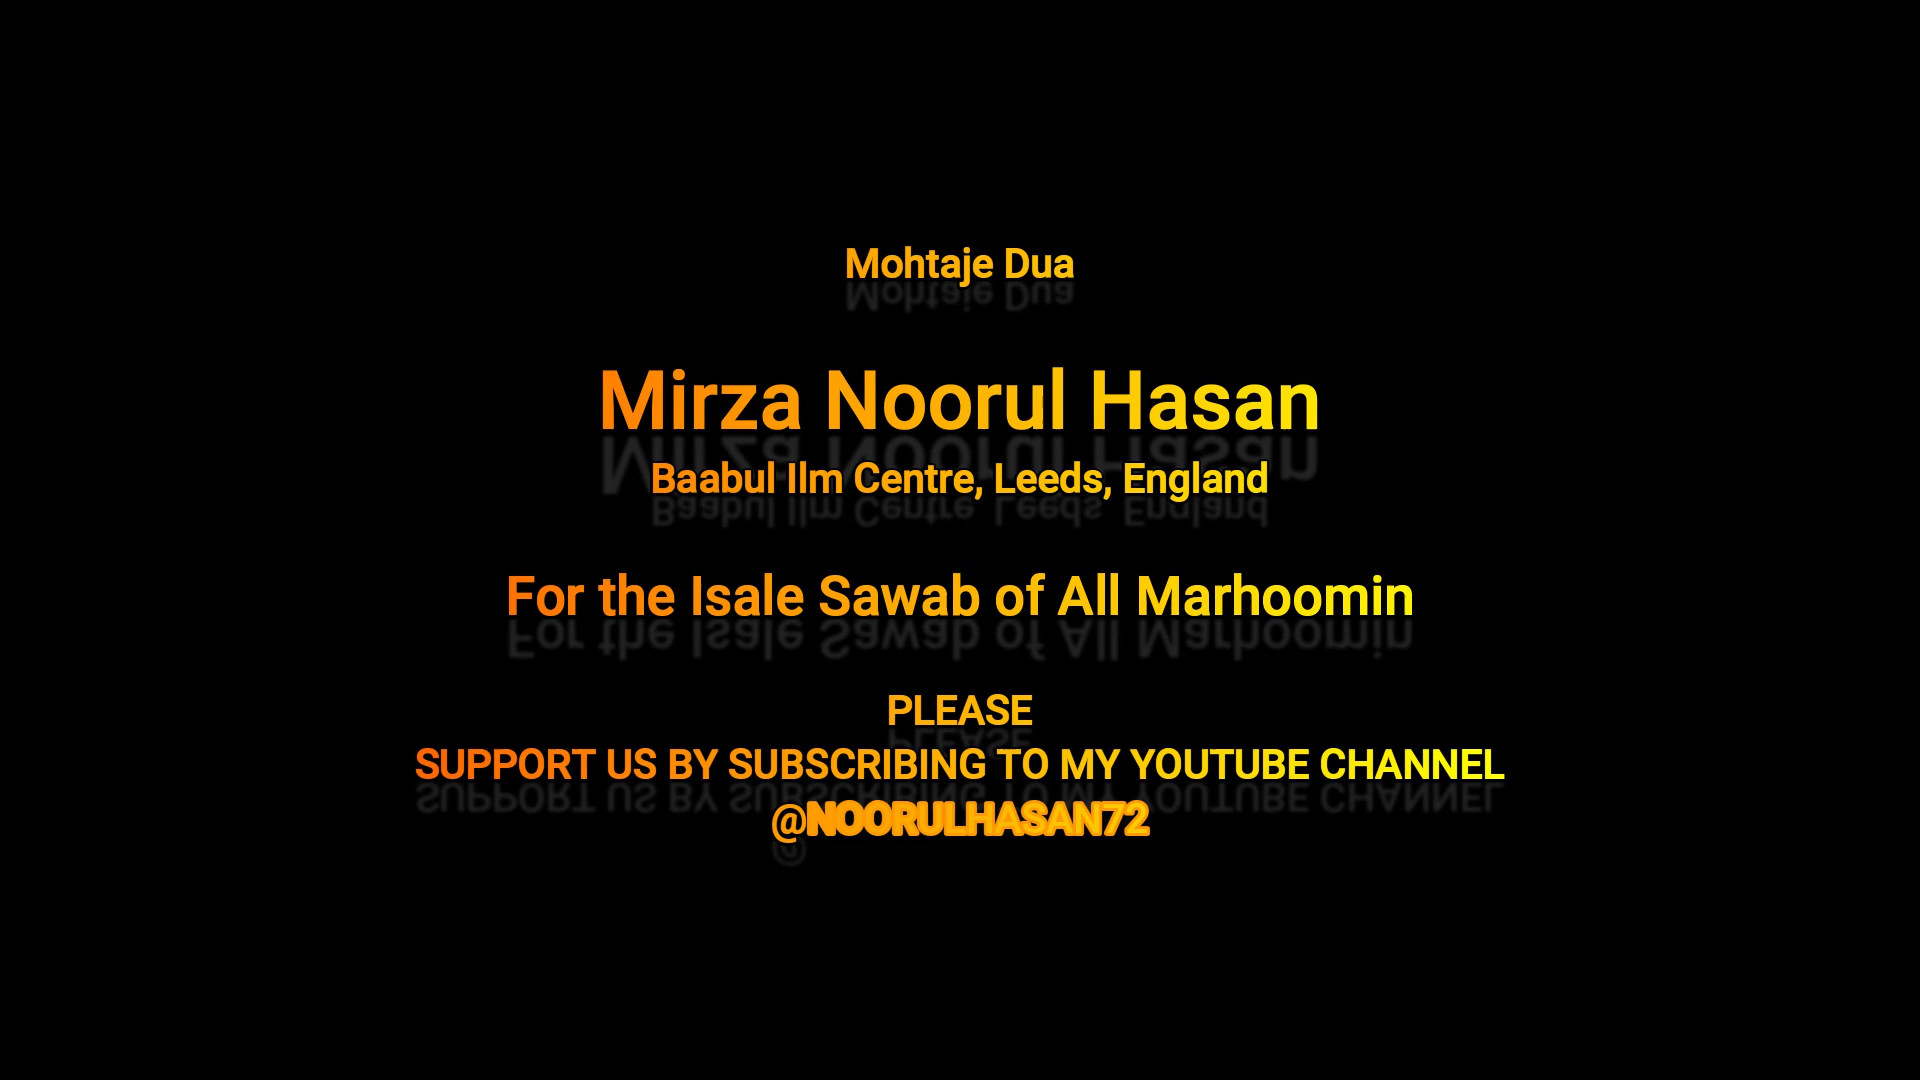 Mohtaje Dua
Mirza Noorul Hasan
Baabul Ilm Centre, Leeds, England
For the Isale Sawab of All Marhoomin
PLEASE
SUPPORT US BY SUBSCRIBING TO MY YOUTUBE CHANNEL
@NOORULHASAN72